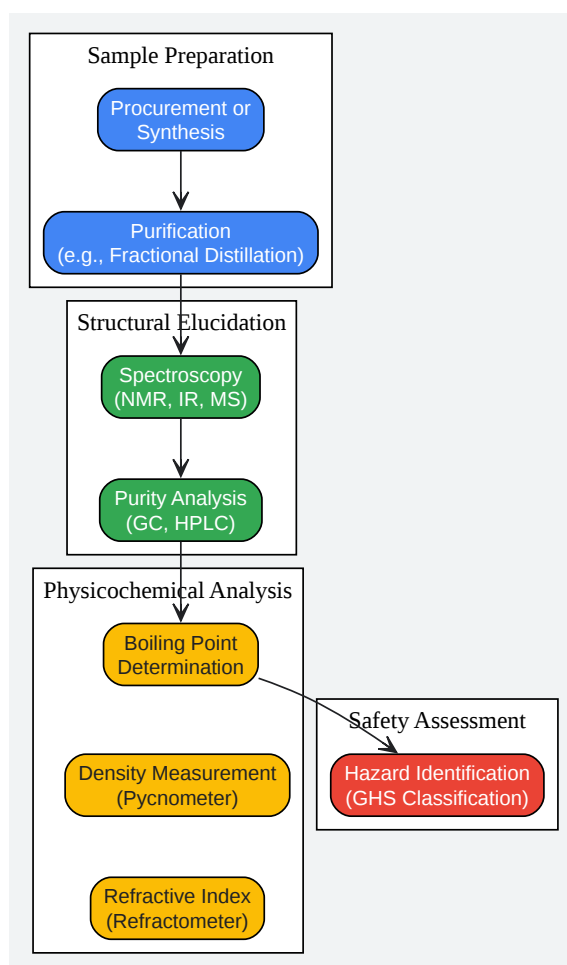 Sample Preparation
Procurement or
Synthesis
Purification
(e.g., Fractional Distillation)
Structural Elucidation
Spectroscopy
(NMR, IR, MS)
Purity Analysis
(GC, HPLC)
Physicochemical Analysis
Boiling Point
Determination
Density Measurement
(Pycnometer)
Refractive Index
(Refractometer)
Safety Assessment
Hazard Identification
(GHS Classification)